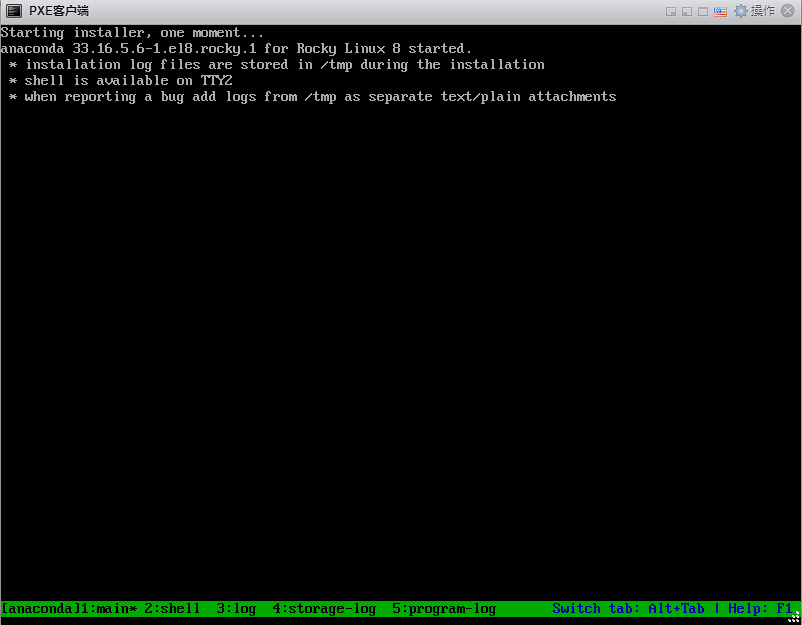 PXE客户端
操作
Starting installer, one moment...
anaconda 33.16.5.6-1.el8.rocky.1 for Rocky Linux 8 started.
* installation log files are stored in /tmp during the installation
* shell is available on TTY2
* when reporting a bug add logs from /tmp as separate text/plain attachments
[anaconda]1:main* 2:shell  3:log  4:storage-log  5:program-log  Switch tab: Alt+Tab | Help: F1